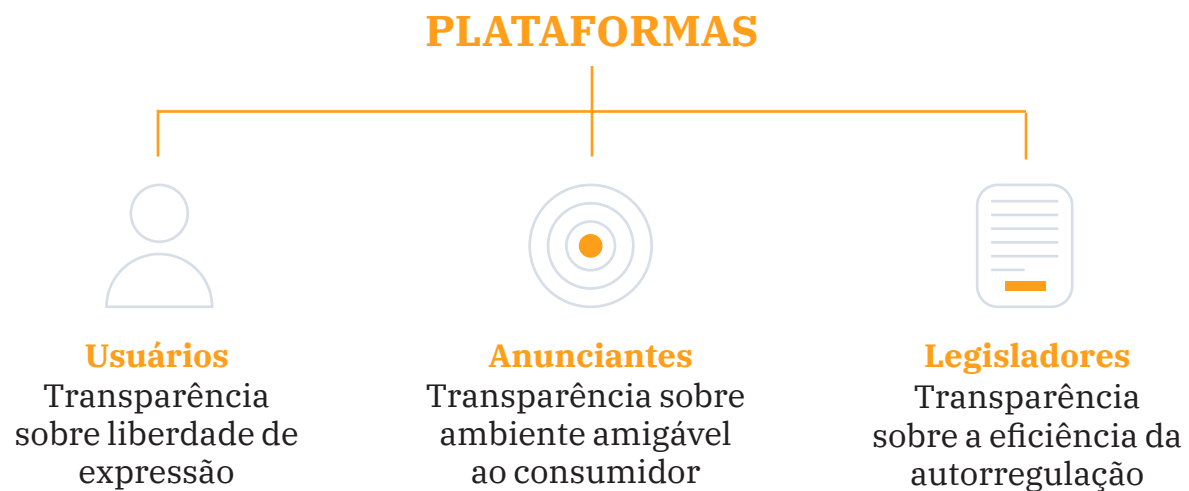 PLATAFORMAS
Usuários
Transparência
sobre liberdade de
expressão
Anunciantes
Transparência sobre
ambiente amigável
ao consumidor
Legisladores
Transparência
sobre a eficiência da
autorregulação